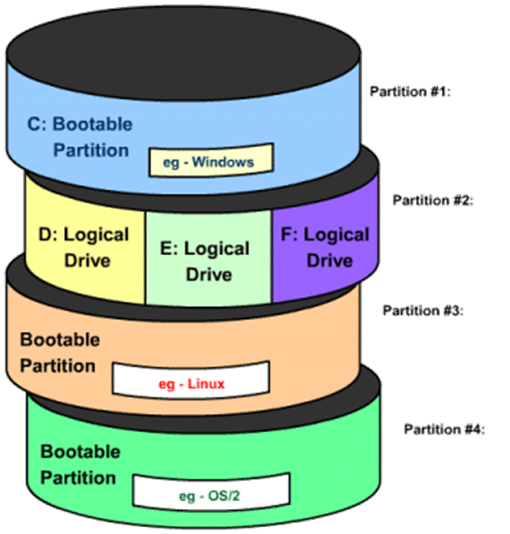 Partition #1:
C: Bootable
Partition
eg - Windows
Partition #2:
D: Logical
Drive
E: Logical
Drive
F: Logical
Drive
Partition #3:
Bootable
Partition
eg - Linux
Partition #4:
Bootable
Partition
eg - OS/2